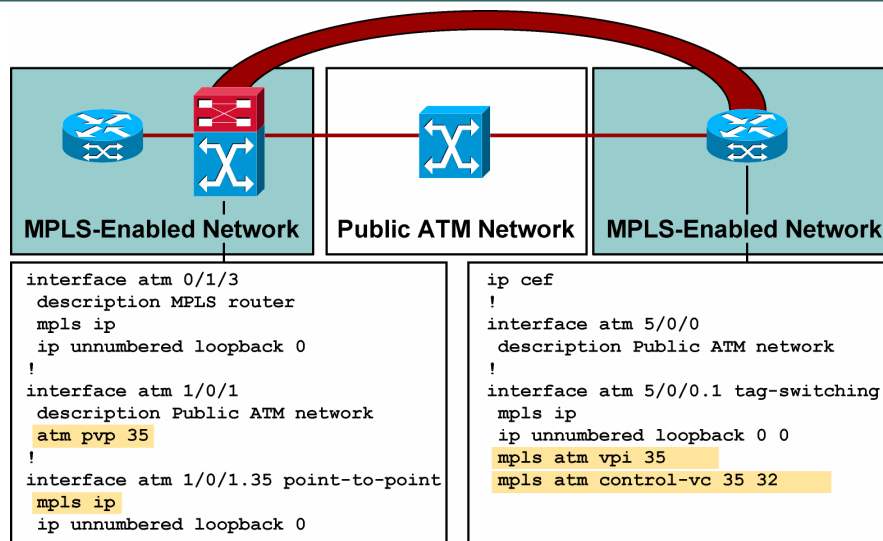 MPLS-Enabled Network
Public ATM Network
MPLS-Enabled Network
interface atm 0/1/3
description MPLS router
mpls ip
ip unnumbered loopback 0
!
interface atm 1/0/1
description Public ATM network
atm pvp 35
!
interface atm 1/0/1.35 point-to-point
mpls ip
ip unnumbered loopback 0
ip cef
!
interface atm 5/0/0
description Public ATM network
!
interface atm 5/0/0.1 tag-switching
mpls ip
ip unnumbered loopback 0 0
mpls atm vpi 35
mpls atm control-vc 35 32